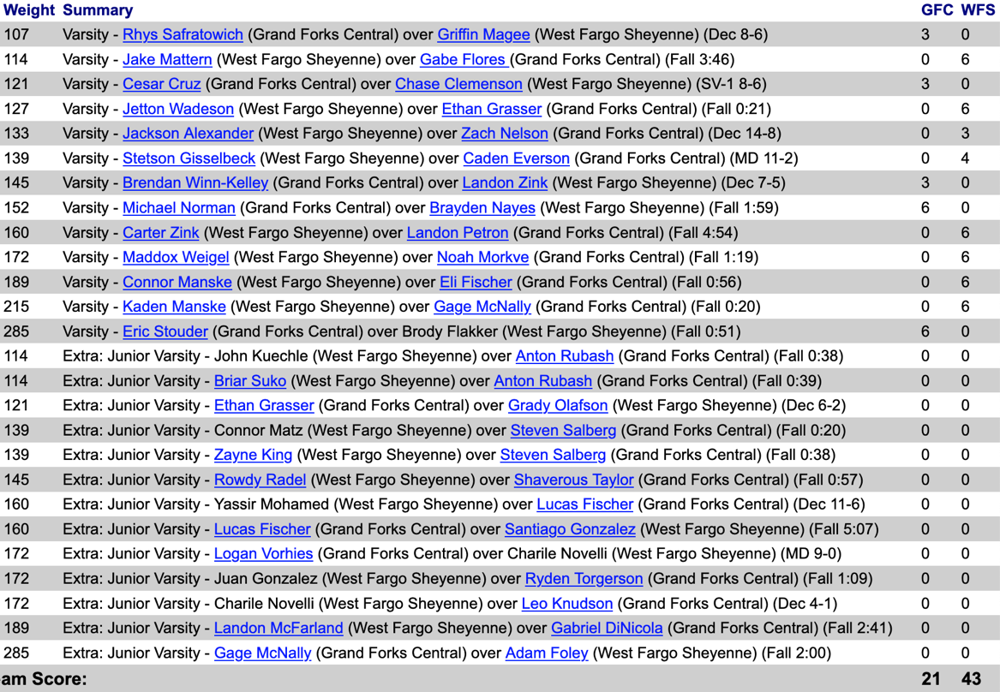 Weight Summary GFC WFS
107 Varsity - Rhys Safratowich (Grand Forks Central) over Griffin Magee (West Fargo Sheyenne) (Dec 8-6) 3 0
114 Varsity - Jake Mattern (West Fargo Sheyenne) over Gabe Flores (Grand Forks Central) (Fall 3:46) 0 6
121 Varsity - Cesar Cruz (Grand Forks Central) over Chase Clemenson (West Fargo Sheyenne) (SV-1 8-6) 3 0
127 Varsity - Jetton Wadeson (West Fargo Sheyenne) over Ethan Grasser (Grand Forks Central) (Fall 0:21) 0 6
133 Varsity - Jackson Alexander (West Fargo Sheyenne) over Zach Nelson (Grand Forks Central) (Dec 14-8) 0 3
139 Varsity - Stetson Gisselbeck (West Fargo Sheyenne) over Caden Everson (Grand Forks Central) (MD 11-2) 0 4
145 Varsity - Brendan Winn-Kelley (Grand Forks Central) over Landon Zink (West Fargo Sheyenne) (Dec 7-5) 3 0
152 Varsity - Michael Norman (Grand Forks Central) over Brayden Nayes (West Fargo Sheyenne) (Fall 1:59) 6 0
160 Varsity - Carter Zink (West Fargo Sheyenne) over Landon Petron (Grand Forks Central) (Fall 4:54) 0 6
172 Varsity - Maddox Weigel (West Fargo Sheyenne) over Noah Morkve (Grand Forks Central) (Fall 1:19) 0 6
189 Varsity - Connor Manske (West Fargo Sheyenne) over Eli Fischer (Grand Forks Central) (Fall 0:56) 0 6
215 Varsity - Kaden Manske (West Fargo Sheyenne) over Gage McNally (Grand Forks Central) (Fall 0:20) 0 6
285 Varsity - Eric Stouder (Grand Forks Central) over Brody Flakker (West Fargo Sheyenne) (Fall 0:51) 6 0
114 Extra: Junior Varsity - John Kuechle (West Fargo Sheyenne) over Anton Rubash (Grand Forks Central) (Fall 0:38) 0 0
114 Extra: Junior Varsity - Briar Suko (West Fargo Sheyenne) over Anton Rubash (Grand Forks Central) (Fall 0:39) 0 0
121 Extra: Junior Varsity - Ethan Grasser (Grand Forks Central) over Grady Olafson (West Fargo Sheyenne) (Dec 6-2) 0 0
139 Extra: Junior Varsity - Connor Matz (West Fargo Sheyenne) over Steven Salberg (Grand Forks Central) (Fall 0:20) 0 0
139 Extra: Junior Varsity - Zayne King (West Fargo Sheyenne) over Steven Salberg (Grand Forks Central) (Fall 0:38) 0 0
145 Extra: Junior Varsity - Rowdy Radel (West Fargo Sheyenne) over Shaverous Taylor (Grand Forks Central) (Fall 0:57) 0 0
160 Extra: Junior Varsity - Yassir Mohamed (West Fargo Sheyenne) over Lucas Fischer (Grand Forks Central) (Dec 11-6) 0 0
160 Extra: Junior Varsity - Lucas Fischer (Grand Forks Central) over Santiago Gonzalez (West Fargo Sheyenne) (Fall 5:07) 0 0
172 Extra: Junior Varsity - Logan Vorhies (Grand Forks Central) over Charile Novelli (West Fargo Sheyenne) (MD 9-0) 0 0
172 Extra: Junior Varsity - Juan Gonzalez (West Fargo Sheyenne) over Ryden Torgerson (Grand Forks Central) (Fall 1:09) 0 0
172 Extra: Junior Varsity - Charile Novelli (West Fargo Sheyenne) over Leo Knudson (Grand Forks Central) (Dec 4-1) 0 0
189 Extra: Junior Varsity - Landon McFarland (West Fargo Sheyenne) over Gabriel DiNicola (Grand Forks Central) (Fall 2:41) 0 0
285 Extra: Junior Varsity - Gage McNally (Grand Forks Central) over Adam Foley (West Fargo Sheyenne) (Fall 2:00) 0 0
am Score: 21 43